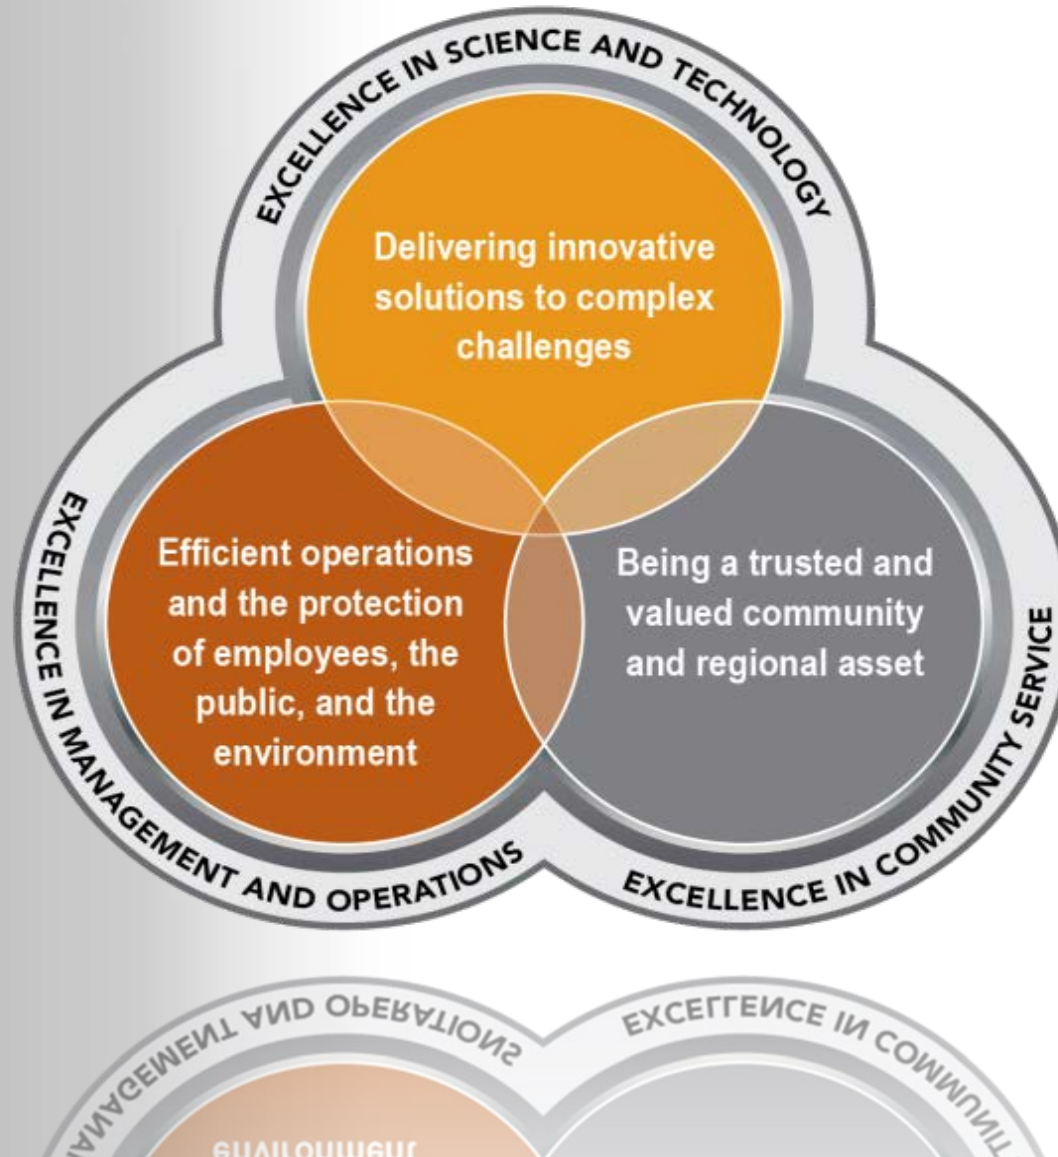 EXCELLENCE IN SCIENCE AND TECHNOLOGY
Delivering innovative
solutions to complex
challenges
EXCELLENCE IN MANAGEMENT AND OPERATIONS
Efficient operations
and the protection
of employees, the
public, and the
environment
EXCELLENCE IN COMMUNITY SERVICE
Being a trusted and
valued community
and regional asset